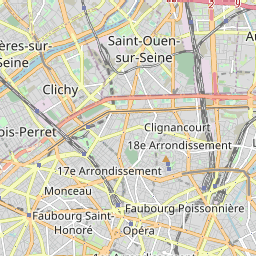 Saint-Ouen-
sur-Seine
ères-sur-
Seine
Au
Clichy
Clignancourt
ois-Perret
18e Arrondissement
L
17e Arrondissement
Monceau
Faubourg Poissonnière
Faubourg Saint-
Honoré
Opéra